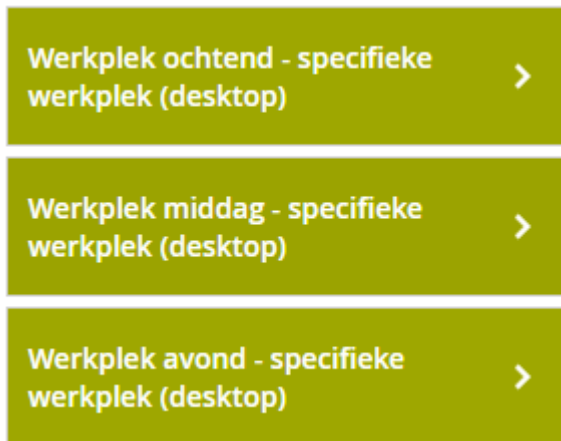 Werkplek ochtend - specifieke
werkplek (desktop)
Werkplek middag - specifieke
werkplek (desktop)
Werkplek avond - specifieke
werkplek (desktop)